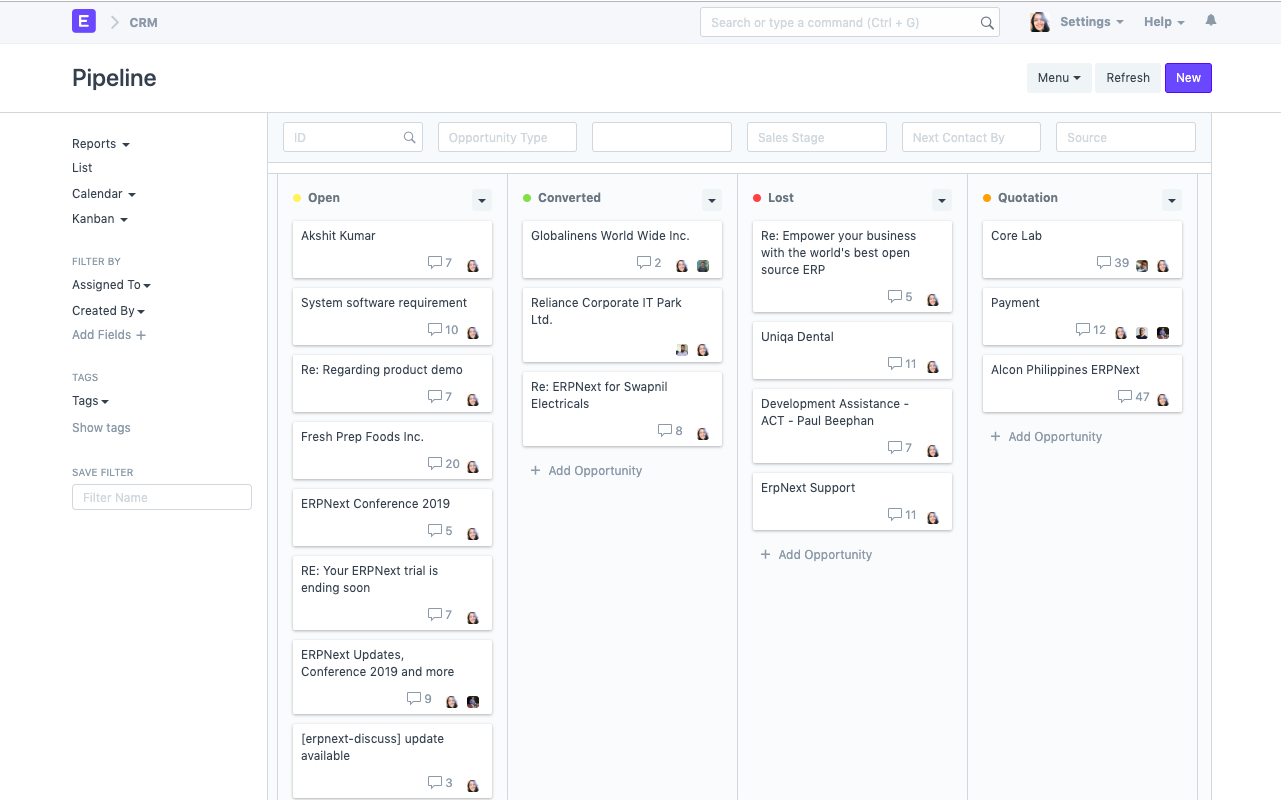 E
CRM
Search or type a command (Ctrl + G)
Settings
Help
Pipeline
Menu
Refresh
New
Reports
List
Calendar
Kanban
FILTER BY
Assigned To
Created By
Add Fields +
TAGS
Tags
Show tags
SAVE FILTER
Filter Name
ID
Opportunity Type
Sales Stage
Next Contact By
Source
Open
Akshit Kumar
7
System software requirement
10
Re: Regarding product demo
7
Fresh Prep Foods Inc.
20
ERPNext Conference 2019
5
RE: Your ERPNext trial is
ending soon
7
ERPNext Updates,
Conference 2019 and more
9
[erpnext-discuss] update
available
3
Converted
Globalinens World Wide Inc.
2
Reliance Corporate IT Park
Ltd.
Re: ERPNext for Swapnil
Electricals
8
+ Add Opportunity
Lost
Re: Empower your business
with the world's best open
source ERP
5
Uniqa Dental
11
Development Assistance -
ACT - Paul Beephan
7
ErpNext Support
11
+ Add Opportunity
Quotation
Core Lab
39
Payment
12
Alcon Philippines ERPNext
47
+ Add Opportunity